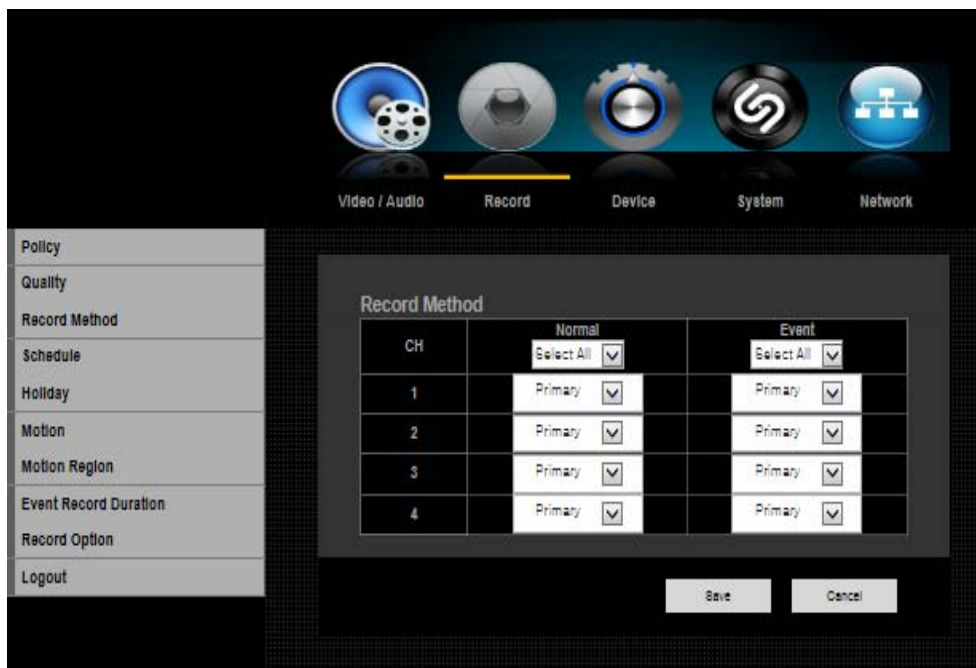 Video / Audio Record Device System Network
Policy
Quality
Record Method
Schedule
Holiday
Motion
Motion Region
Event Record Duration
Record Option
Logout
Record Method
CH Normal Event
Select All Select All
1 Primary Primary
2 Primary Primary
3 Primary Primary
4 Primary Primary
Save Cancel